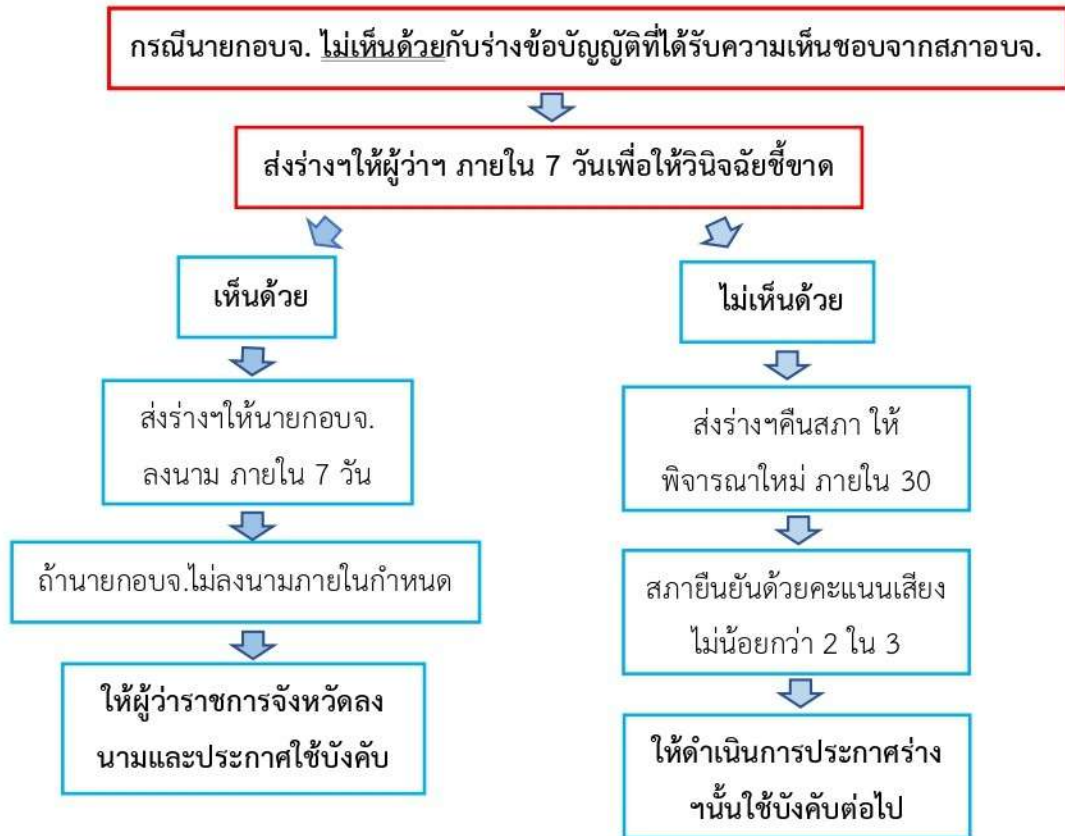 กรณีนายกอบจ. ไม่เห็นด้วยกับร่างข้อบัญญัติที่ได้รับความเห็นชอบจากสภาอบจ.
ส่งร่างฯให้ผู้ว่าฯ ภายใน 7 วันเพื่อให้วินิจฉัยชี้ขาด
เห็นด้วย
ส่งร่างฯให้นายกอบจ.
ลงนาม ภายใน 7 วัน
ถ้านายกอบจ.ไม่ลงนามภายในกำหนด
ให้ผู้ว่าราชการจังหวัดลง
นามและประกาศใช้บังคับ
ไม่เห็นด้วย
ส่งร่างฯคืนสภา ให้
พิจารณาใหม่ ภายใน 30
สภายืนยันด้วยคะแนนเสียง
ไม่น้อยกว่า 2 ใน 3
ให้ดำเนินการประกาศร่าง
ฯนั้นใช้บังคับต่อไป